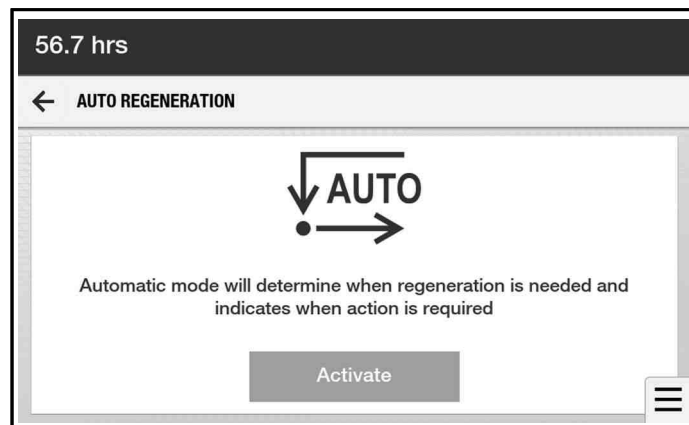 56.7 hrs
AUTO REGENERATION
AUTO
Automatic mode will determine when regeneration is needed and
indicates when action is required
Activate